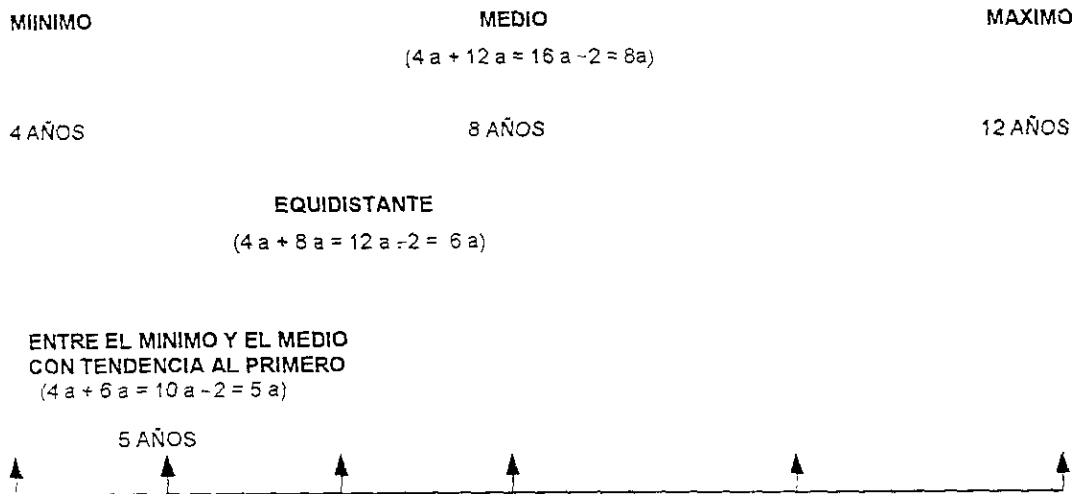 MIINIMO MEDIO MAXIMO
(4 a + 12 a = 16 a -2 = 8a)
4 AÑOS 8 AÑOS 12 AÑOS
EQUIDISTANTE
(4 a + 8 a = 12 a ÷2 = 6 a)
ENTRE EL MINIMO Y EL MEDIO
CON TENDENCIA AL PRIMERO
(4 a + 6 a = 10 a -2 = 5 a)
5 AÑOS